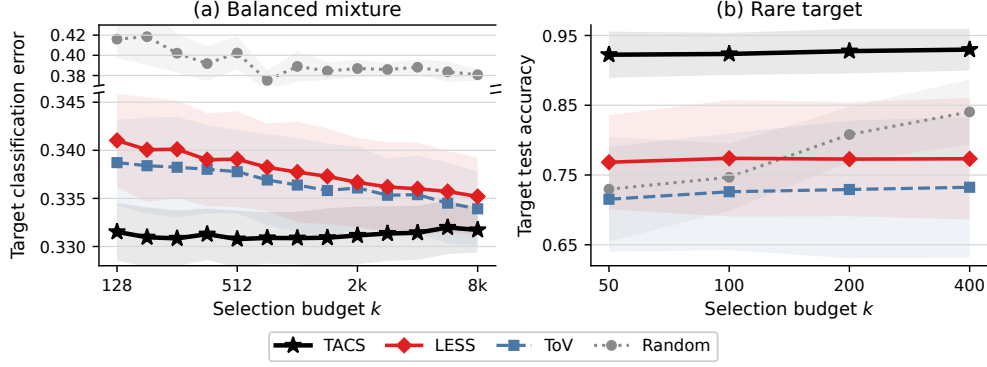 (a) Balanced mixture
Target classification error
0.42
0.40
0.38
0.345
0.340
0.335
0.330
128
512
2k
8k
Selection budget k
(b) Rare target
Target test accuracy
0.95
0.85
0.75
0.65
50
100
200
400
Selection budget k
TACS
LESS
ToV
Random